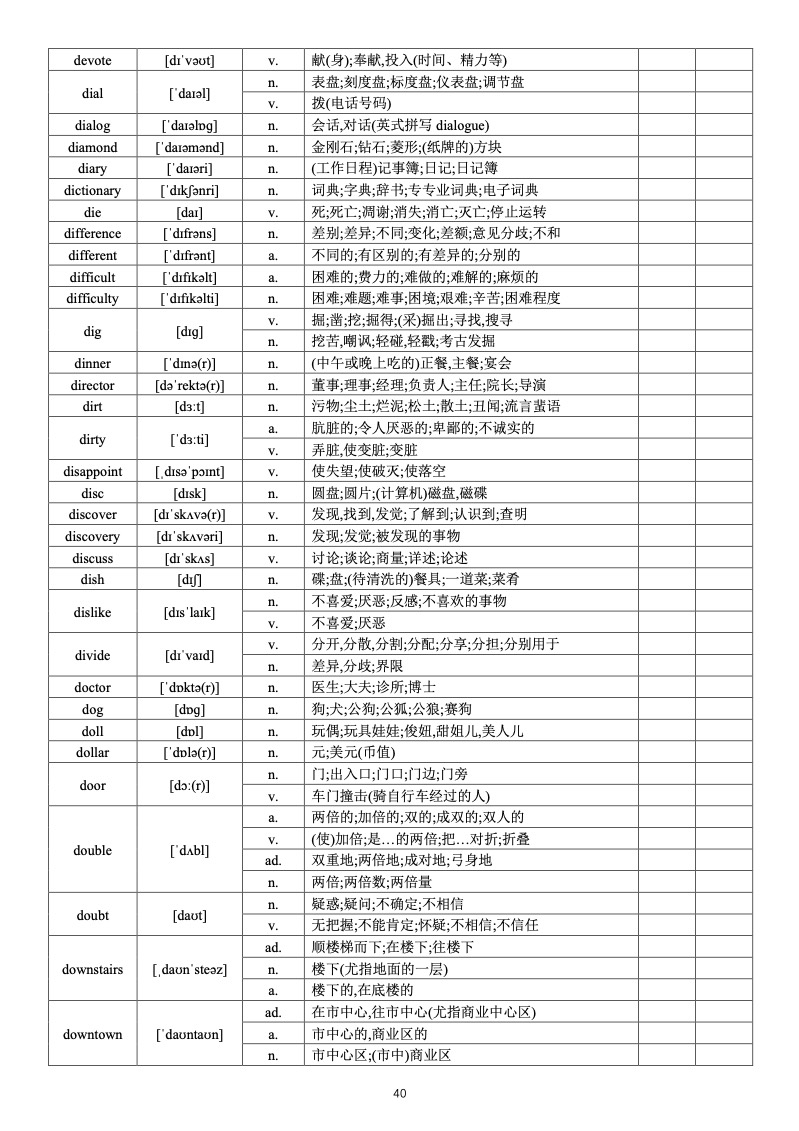 devote [dɪˈvəʊt] v. 献(身);奉献,投入(时间、精力等)
dial [ˈdaɪəl] n. 表盘;刻度盘;标度盘;仪表盘;调节盘
v. 拨(电话号码)
dialog [ˈdaɪəlɒɡ] n. 会话,对话(英式拼写 dialogue)
diamond [ˈdaɪəmənd] n. 金刚石;钻石;菱形;(纸牌的)方块
diary [ˈdaɪəri] n. (工作日程)记事簿;日记;日记簿
dictionary [ˈdɪkʃənri] n. 词典;字典;辞书;专专业词典;电子词典
die [daɪ] v. 死;死亡;凋谢;消失;消亡;灭亡;停止运转
difference [ˈdɪfrəns] n. 差别;差异;不同;变化;差额;意见分歧;不和
different [ˈdɪfrənt] a. 不同的;有区别的;有差异的;分别的
difficult [ˈdɪfɪkəlt] a. 困难的;费力的;难做的;难解的;麻烦的
difficulty [ˈdɪfɪkəlti] n. 困难;难题;难事;困境;艰难;辛苦;困难程度
dig [dɪɡ] v. 掘;凿;挖;掘得;(采)掘出;寻找,搜寻
n. 挖苦,嘲讽;轻碰,轻戳;考古发掘
dinner [ˈdɪnə(r)] n. (中午或晚上吃的)正餐,主餐;宴会
director [dəˈrektə(r)] n. 董事;理事;经理;负责人;主任;院长;导演
dirt [dɜːt] n. 污物;尘土;烂泥;松土;散土;丑闻;流言蜚语
dirty [ˈdɜːti] a. 肮脏的;令人厌恶的;卑鄙的;不诚实的
v. 弄脏,使变脏;变脏
disappoint [ˌdɪsəˈpɔɪnt] v. 使失望;使破灭;使落空
disc [dɪsk] n. 圆盘;圆片;(计算机)磁盘,磁碟
discover [dɪˈskʌvə(r)] v. 发现,找到,发觉;了解到;认识到;查明
discovery [dɪˈskʌvəri] n. 发现;发觉;被发现的事物
discuss [dɪˈskʌs] v. 讨论;谈论;商量;详述;论述
dish [dɪʃ] n. 碟;盘;(待清洗的)餐具;一道菜;菜肴
dislike [dɪsˈlaɪk] n. 不喜爱;厌恶;反感;不喜欢的事物
v. 不喜爱;厌恶
divide [dɪˈvaɪd] v. 分开,分散,分割;分配;分享;分担;分别用于
n. 差异,分歧;界限
doctor [ˈdɒktə(r)] n. 医生;大夫;诊所;博士
dog [dɒɡ] n. 狗;犬;公狗;公狐;公狼;赛狗
doll [dɒl] n. 玩偶;玩具娃娃;俊妞,甜姐儿,美人儿
dollar [ˈdɒlə(r)] n. 元;美元(币值)
door [dɔː(r)] n. 门;出入口;门口;门边;门旁
v. 车门撞击(骑自行车经过的人)
double [ˈdʌbl] a. 两倍的;加倍的;双的;成双的;双人的
v. (使)加倍;是…的两倍;把…对折;折叠
ad. 双重地;两倍地;成对地;弓身地
n. 两倍;两倍数;两倍量
doubt [daʊt] n. 疑惑;疑问;不确定;不相信
v. 无把握;不能肯定;怀疑;不相信;不信任
downstairs [ˌdaʊnˈsteəz] ad. 顺楼梯而下;在楼下;往楼下
n. 楼下(尤指地面的一层)
a. 楼下的,在底楼的
downtown [ˈdaʊntaʊn] ad. 在市中心,往市中心(尤指商业中心区)
a. 市中心的,商业区的
n. 市中心区;(市中)商业区
40